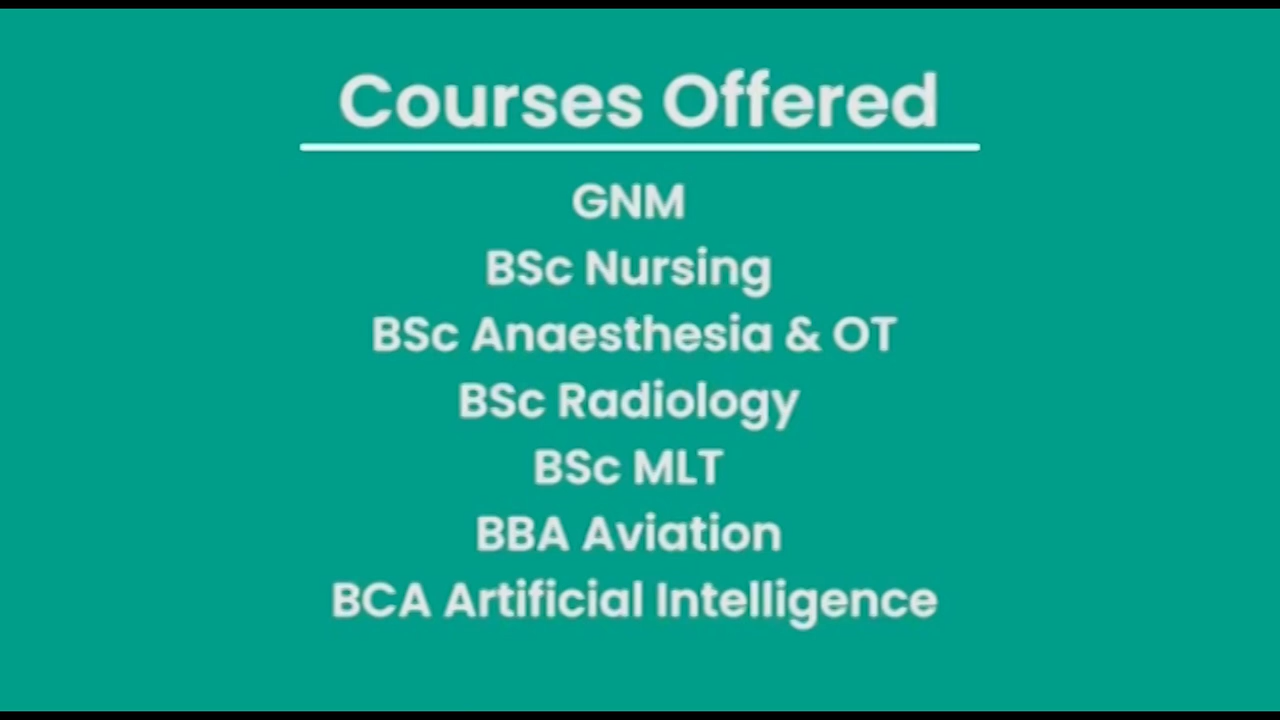 Courses Offered
GNM
BSc Nursing
BSc Anaesthesia & OT
BSc Radiology
BSc MLT
BBA Aviation
BCA Artificial Intelligence